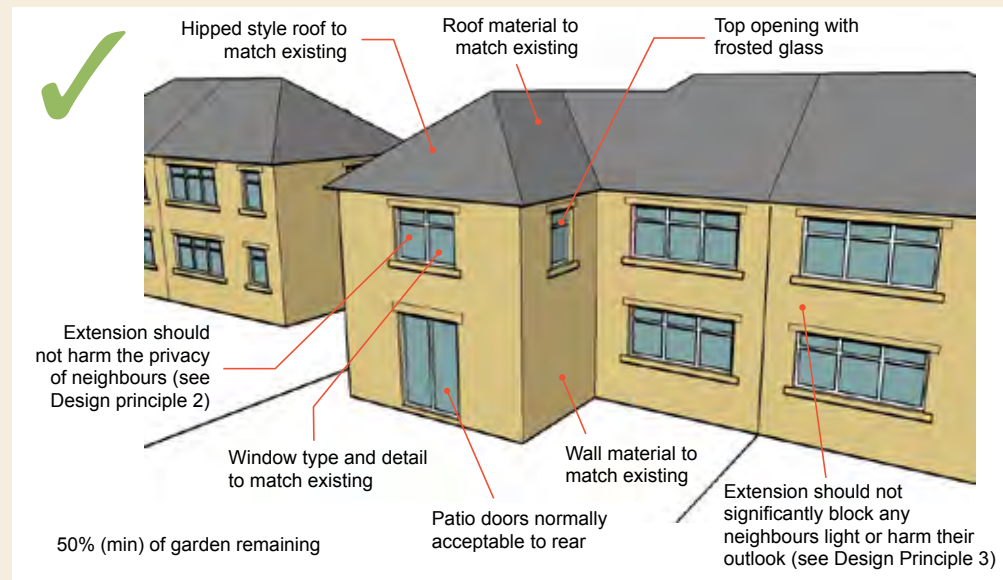 Hipped style roof to
match existing
Roof material to
match existing
Top opening with
frosted glass
Extension should
not harm the privacy
of neighbours (see
Design principle 2)
Window type and detail
to match existing
Patio doors normally
acceptable to rear
Wall material to
match existing
Extension should not
significantly block any
neighbours light or harm their
outlook (see Design Principle 3)
50% (min) of garden remaining